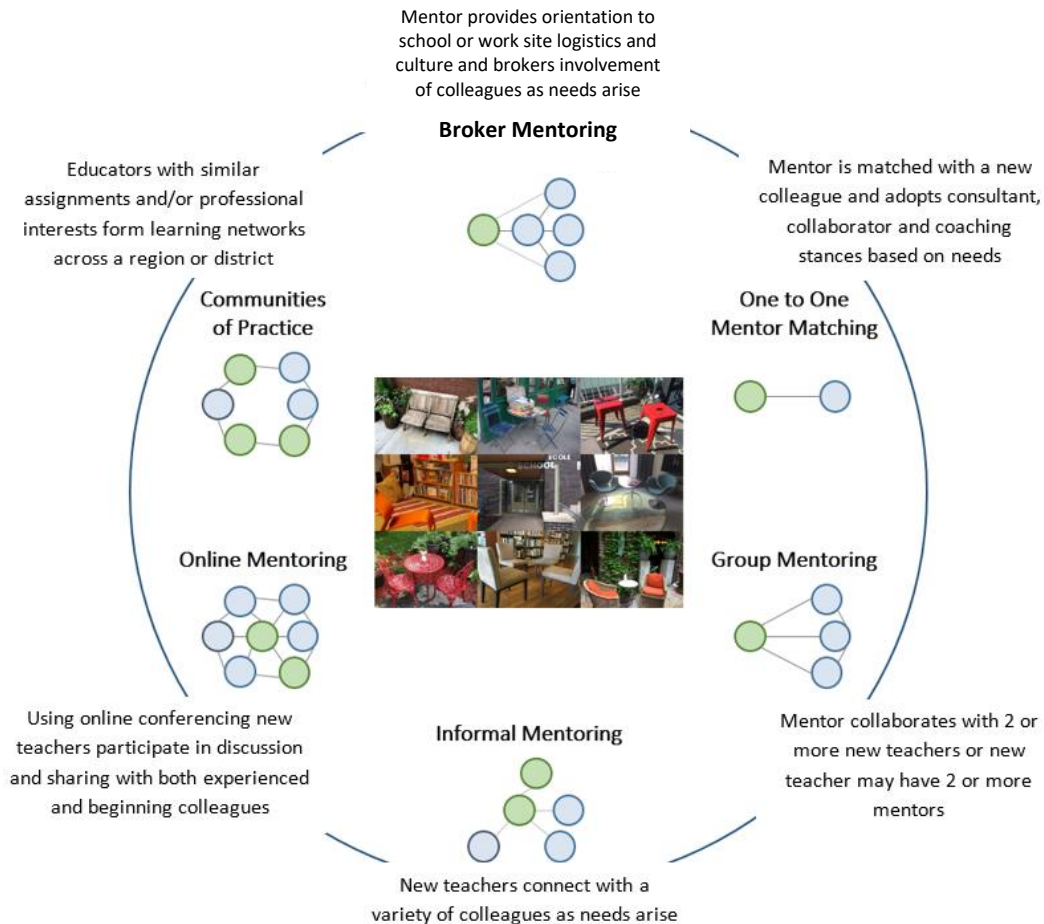 Mentor provides orientation to
school or work site logistics and
culture and brokers involvement
of colleagues as needs arise
Broker Mentoring
Educators with similar
assignments and/or professional
interests form learning networks
across a region or district
Communities
of Practice
Mentor is matched with a new
colleague and adopts consultant,
collaborator and coaching
stances based on needs
One to One
Mentor Matching
ECOLE
SCHOOL
Online Mentoring
Using online conferencing new
teachers participate in discussion
and sharing with both experienced
and beginning colleagues
Group Mentoring
Mentor collaborates with 2 or
more new teachers or new
teacher may have 2 or more
mentors
Informal Mentoring
New teachers connect with a
variety of colleagues as needs arise